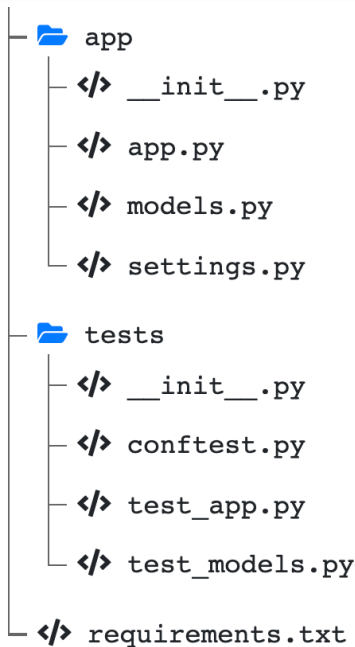 app
__init__.py
app.py
models.py
settings.py
tests
__init__.py
conftest.py
test_app.py
test_models.py
requirements.txt